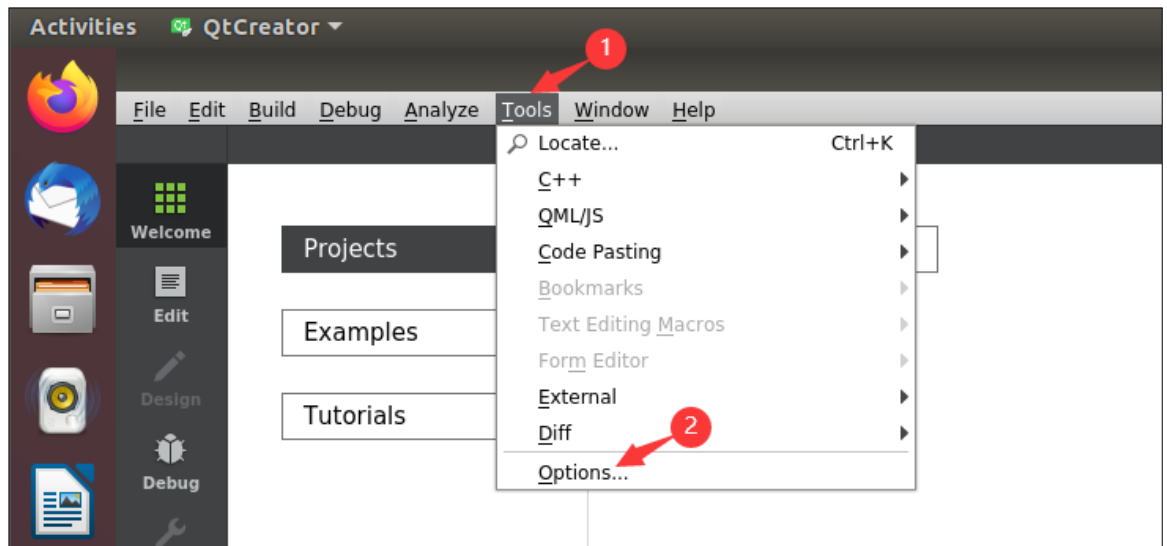 Activities QtCreator
1
File Edit Build Debug Analyze Tools Window Help
Locate... Ctrl+K
C++
QML/JS
Code Pasting
Bookmarks
Text Editing Macros
Form Editor
External
Diff
2
Options...
Welcome
Edit
Design
Debug
Projects
Examples
Tutorials